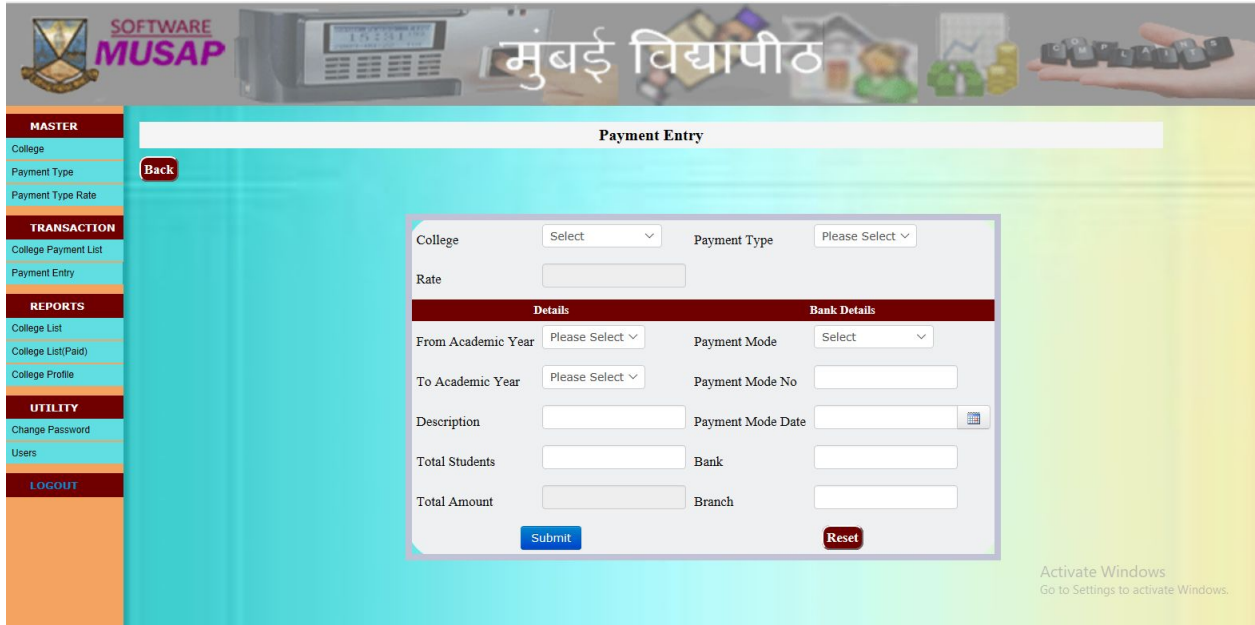 SOFTWARE
MUSAP
मुंबई विद्यापीठ
COMPLAINTS
MASTER
College
Payment Type
Payment Type Rate
TRANSACTION
College Payment List
Payment Entry
REPORTS
College List
College List(Paid)
College Profile
UTILITY
Change Password
Users
LOGOUT
Payment Entry
Back
College Select Payment Type Please Select
Rate
Details Bank Details
From Academic Year Please Select Payment Mode Select
To Academic Year Please Select Payment Mode No
Description Payment Mode Date
Total Students Bank
Total Amount Branch
Submit Reset
Activate Windows
Go to Settings to activate Windows.